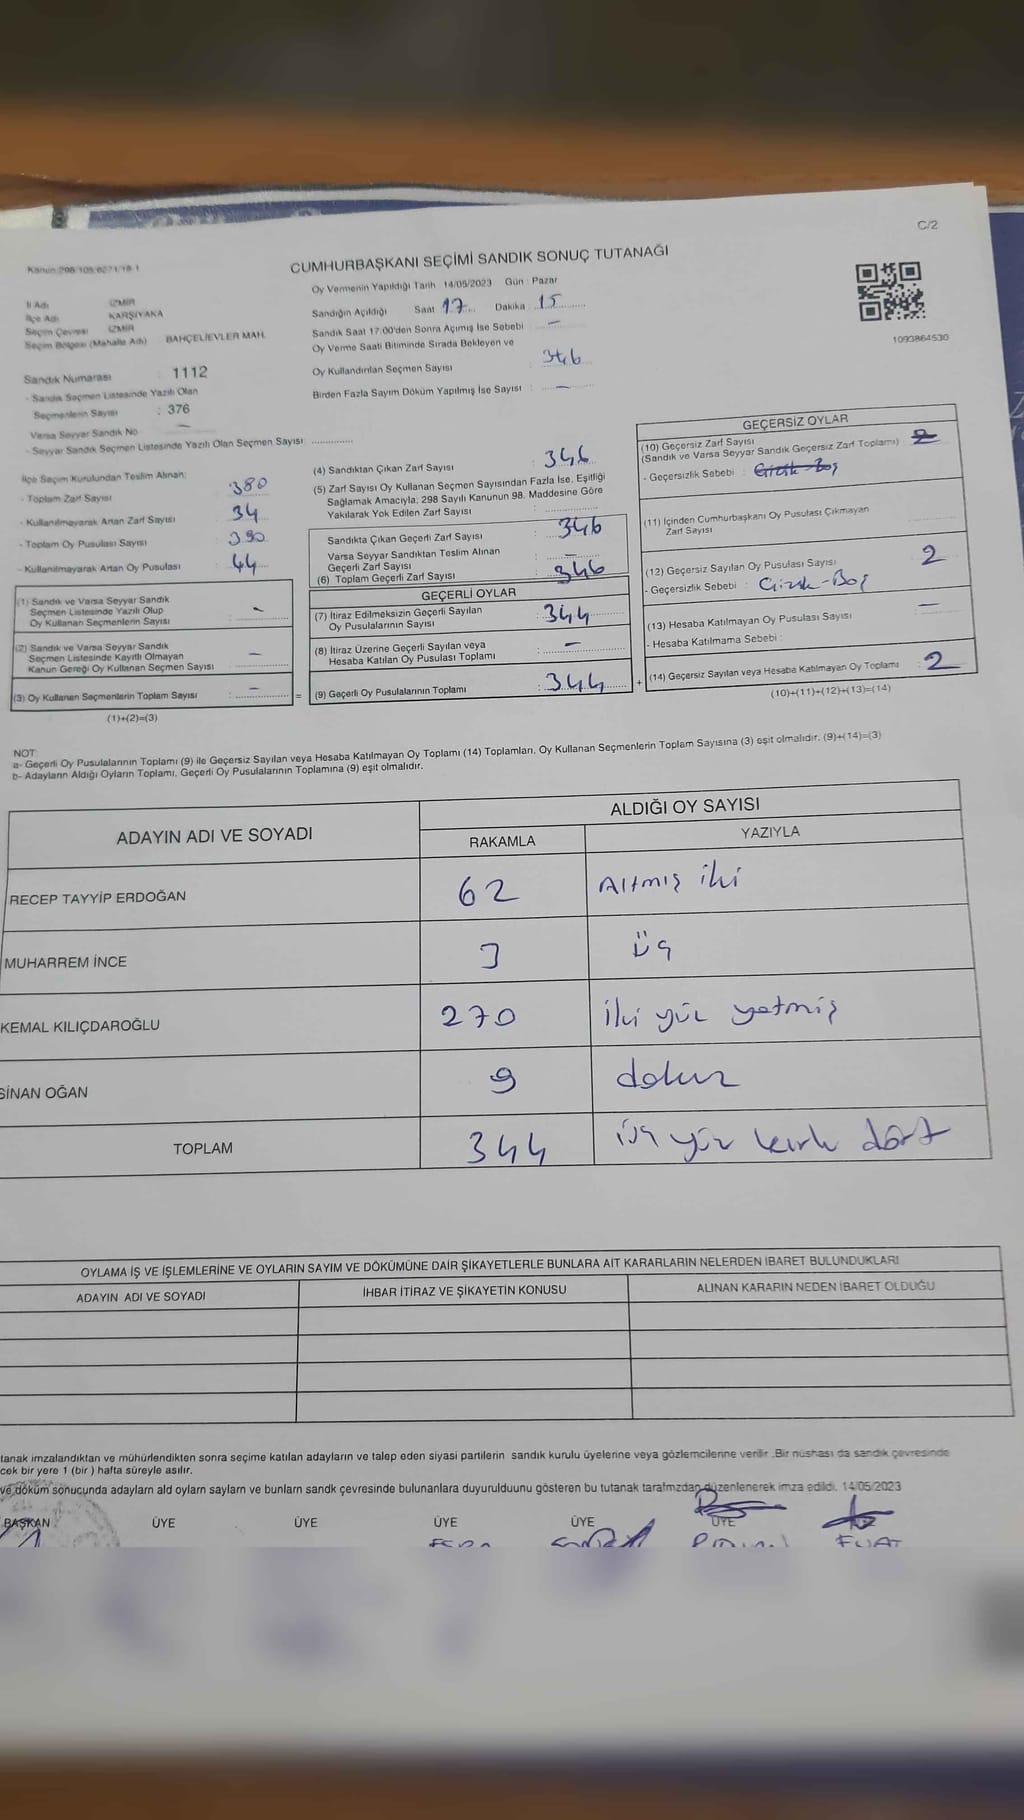 C/2
Kanun:298/105;6271/18-1
CUMHURBAŞKANI SEÇİMİ SANDIK SONUÇ TUTANAĞI
Oy Vermenin Yapıldığı Tarih 14/05/2023 Gün : Pazar
İl Adı İZMİR
İlçe Adı KARŞIYAKA
Seçim Çevresi İZMİR
Seçim Bölgesi (Mahalle Adı) BAHÇELİEVLER MAH.
Sandığın Açıldığı Saat 17 Dakika 15
Sandık Saat 17:00'den Sonra Açımış İse Sebebi —
Oy Verme Saati Bitiminde Sırada Bekleyen ve
Oy Kullandırılan Seçmen Sayısı : 346
Birden Fazla Sayım Döküm Yapılmış İse Sayısı : —
1093864530
Sandık Numarası : 1112
- Sandık Seçmen Listesinde Yazılı Olan
Seçmenlerin Sayısı : 376
Varsa Seyyar Sandık No —
- Seyyar Sandık Seçmen Listesinde Yazılı Olan Seçmen Sayısı : ..............
İlçe Seçim Kurulundan Teslim Alınan:
- Toplam Zarf Sayısı : 380
- Kullanılmayarak Artan Zarf Sayısı : 34
- Toplam Oy Pusulası Sayısı : 390
- Kullanılmayarak Artan Oy Pusulası : 44
(1) Sandık ve Varsa Seyyar Sandık
Seçmen Listesinde Yazılı Olup
Oy Kullanan Seçmenlerin Sayısı : -
(2) Sandık ve Varsa Seyyar Sandık
Seçmen Listesinde Kayıtlı Olmayan
Kanun Gereği Oy Kullanan Seçmen Sayısı : —
(3) Oy Kullanan Seçmenlerin Toplam Sayısı : — =
(1)+(2)=(3)
(4) Sandıktan Çıkan Zarf Sayısı : 346
(5) Zarf Sayısı Oy Kullanan Seçmen Sayısından Fazla İse, Eşitliği
Sağlamak Amacıyla; 298 Sayılı Kanunun 98. Maddesine Göre
Yakılarak Yok Edilen Zarf Sayısı :
Sandıkta Çıkan Geçerli Zarf Sayısı : 346
Varsa Seyyar Sandıktan Teslim Alınan
Geçerli Zarf Sayısı : —
(6) Toplam Geçerli Zarf Sayısı : 346
GEÇERLİ OYLAR
(7) İtiraz Edilmeksizin Geçerli Sayılan
Oy Pusulalarının Sayısı : 344
(8) İtiraz Üzerine Geçerli Sayılan veya
Hesaba Katılan Oy Pusulası Toplamı : —
(9) Geçerli Oy Pusulalarının Toplamı : 344 +
GEÇERSİZ OYLAR
(10) Geçersiz Zarf Sayısı
(Sandık ve Varsa Seyyar Sandık Geçersiz Zarf Toplamı) : 2
- Geçersizlik Sebebi : Çizik-Boş
(11) İçinden Cumhurbaşkanı Oy Pusulası Çıkmayan
Zarf Sayısı
(12) Geçersiz Sayılan Oy Pusulası Sayısı : 2
- Geçersizlik Sebebi : Çizik-Boş
(13) Hesaba Katılmayan Oy Pusulası Sayısı : —
- Hesaba Katılmama Sebebi :
(14) Geçersiz Sayılan veya Hesaba Katılmayan Oy Toplamı : 2
(10)+(11)+(12)+(13)=(14)
NOT:
a- Geçerli Oy Pusulalarının Toplamı (9) ile Geçersiz Sayılan veya Hesaba Katılmayan Oy Toplamı (14) Toplamları, Oy Kullanan Seçmenlerin Toplam Sayısına (3) eşit olmalıdır. (9)+(14)=(3)
b- Adayların Aldığı Oyların Toplamı, Geçerli Oy Pusulalarının Toplamına (9) eşit olmalıdır.
ADAYIN ADI VE SOYADI
ALDIĞI OY SAYISI
RAKAMLA YAZIYLA
RECEP TAYYİP ERDOĞAN 62 Altmış iki
MUHARREM İNCE 3 üç
KEMAL KILIÇDAROĞLU 270 iki yüz yetmiş
SİNAN OĞAN 9 dokuz
TOPLAM 344 üç yüz kırk dört
OYLAMA İŞ VE İŞLEMLERİNE VE OYLARIN SAYIM VE DÖKÜMÜNE DAİR ŞİKAYETLERLE BUNLARA AİT KARARLARIN NELERDEN İBARET BULUNDUKLARI
ADAYIN ADI VE SOYADI İHBAR İTİRAZ VE ŞİKAYETİN KONUSU ALINAN KARARIN NEDEN İBARET OLDUĞU
tanak imzalandıktan ve mühürlendikten sonra seçime katılan adayların ve talep eden siyasi partilerin sandık kurulu üyelerine veya gözlemcilerine verilir .Bir nüshası da sandık çevresinde
cek bir yere 1 (bir ) hafta süreyle asılır.
ve döküm sonucunda adayların ald oyların saylarn ve bunların sandk çevresinde bulunanlara duyurulduunu gösteren bu tutanak tarafmzdan düzenlenerek imza edildi. 14/05/2023
BAŞKAN ÜYE ÜYE ÜYE ÜYE ÜYE
FUAT